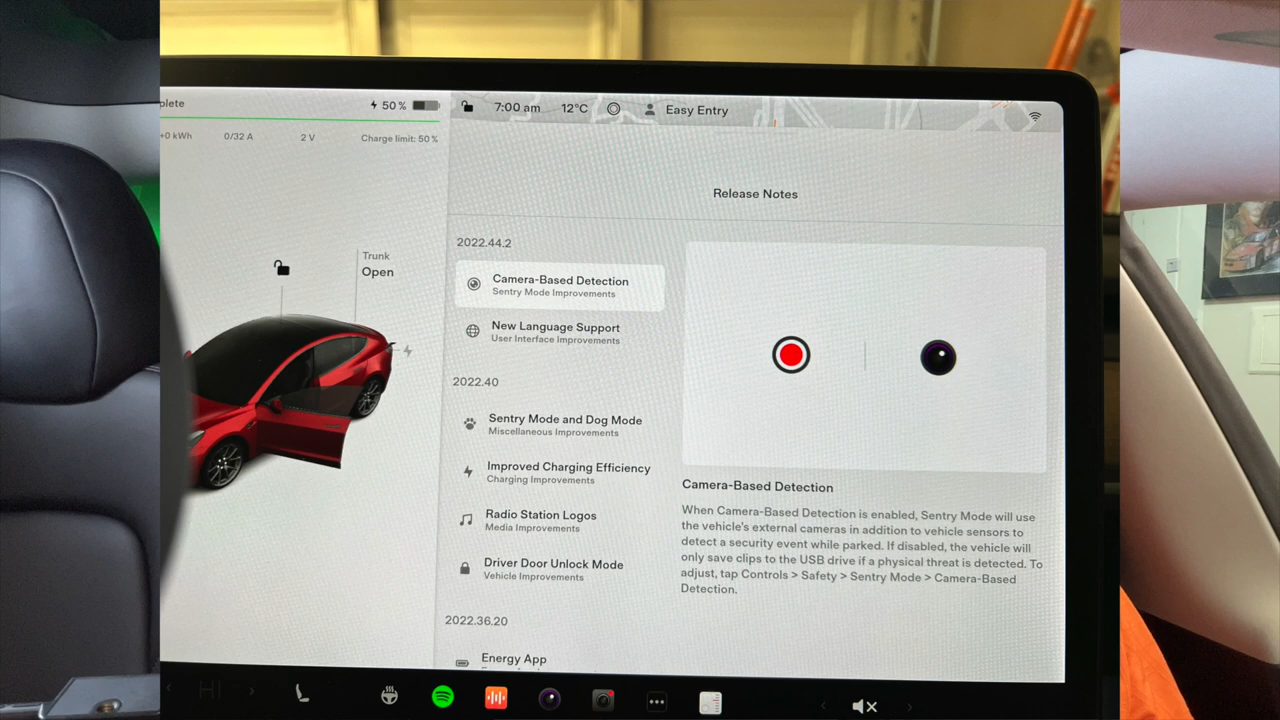 plete
50 %
7:00 am
12°C
Easy Entry
+0 kWh
0/32 A
2 V
Charge limit: 50 %
Trunk
Open
Release Notes
2022.44.2
Camera-Based Detection
Sentry Mode Improvements
New Language Support
User Interface Improvements
2022.40
Sentry Mode and Dog Mode
Miscellaneous Improvements
Improved Charging Efficiency
Charging Improvements
Radio Station Logos
Media Improvements
Driver Door Unlock Mode
Vehicle Improvements
2022.36.20
Energy App
Camera-Based Detection
When Camera-Based Detection is enabled, Sentry Mode will use
the vehicle's external cameras in addition to vehicle sensors to
detect a security event while parked. If disabled, the vehicle will
only save clips to the USB drive if a physical threat is detected. To
adjust, tap Controls > Safety > Sentry Mode > Camera-Based
Detection.